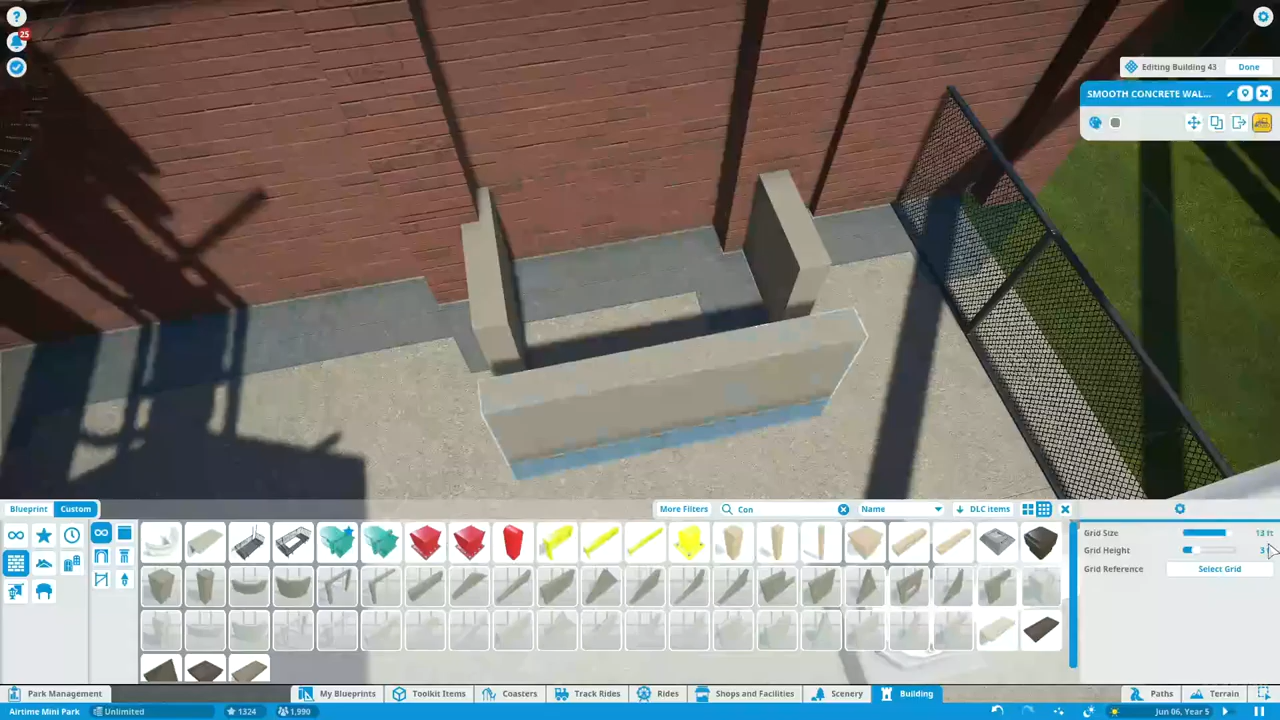 ?
25
Editing Building 43 Done
SMOOTH CONCRETE WAL...
Blueprint Custom More Filters Con Name DLC items
Grid Size 13 ft
Grid Height 3
Grid Reference Select Grid
Park Management My Blueprints Toolkit Items Coasters Track Rides Rides Shops and Facilities Scenery Building Paths Terrain
Airtime Mini Park Unlimited 1324 1,990 Jun 06, Year 5